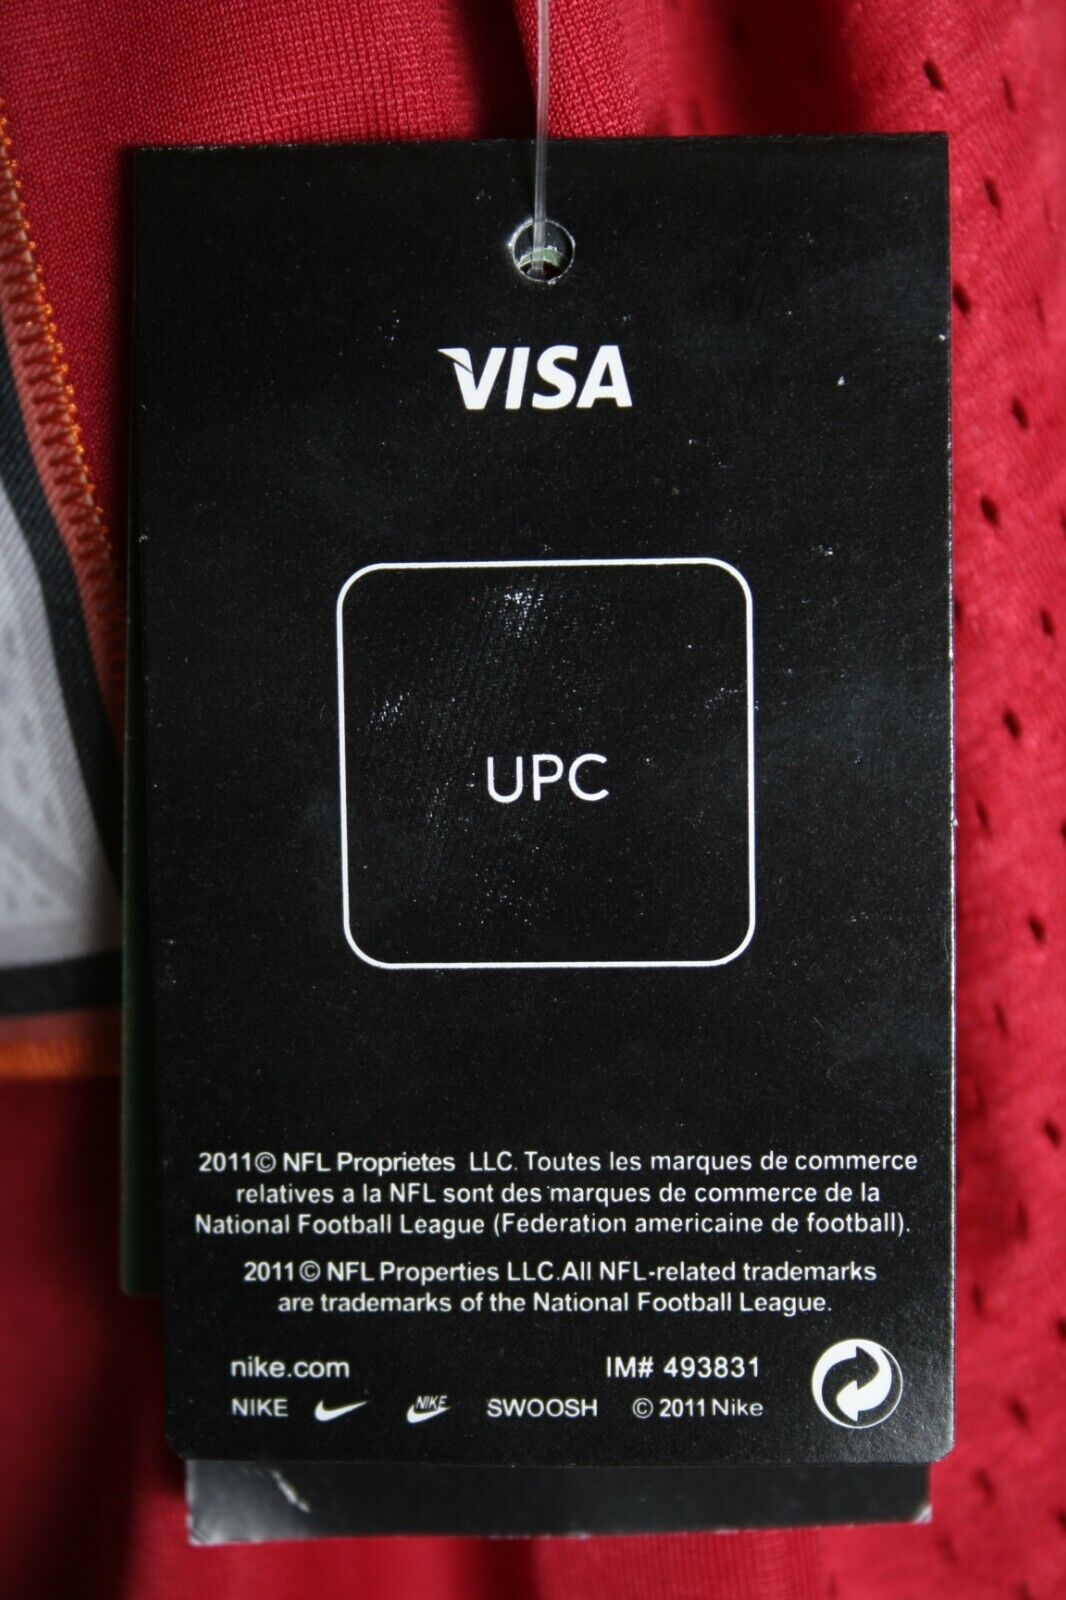 VISA
UPC
2011© NFL Proprietes LLC. Toutes les marques de commerce
relatives a la NFL sont des marques de commerce de la
National Football League (Federation americaine de football).
2011© NFL Properties LLC.All NFL-related trademarks
are trademarks of the National Football League.
nike.com IM# 493831
NIKE NIKE SWOOSH © 2011 Nike